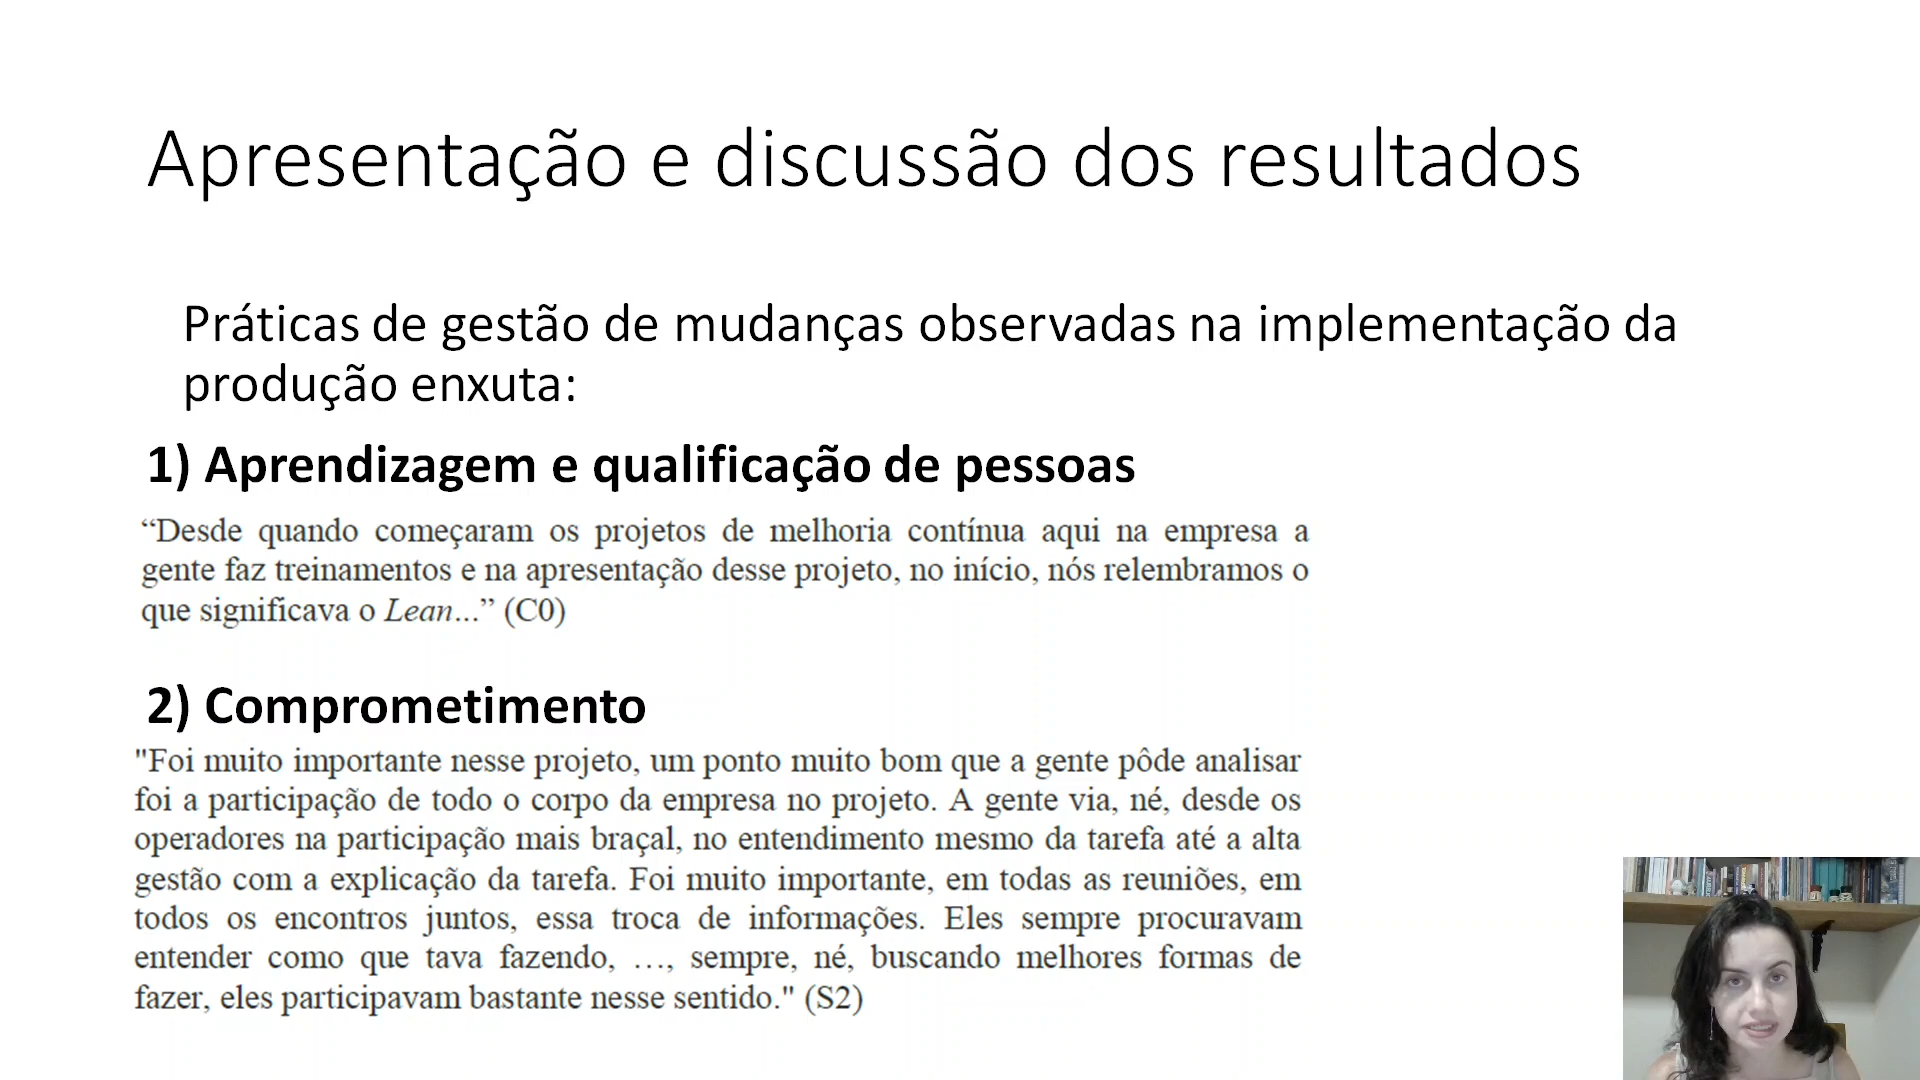 Apresentação e discussão dos resultados
Práticas de gestão de mudanças observadas na implementação da
produção enxuta:
1) Aprendizagem e qualificação de pessoas
“Desde quando começaram os projetos de melhoria contínua aqui na empresa a
gente faz treinamentos e na apresentação desse projeto, no início, nós relembramos o
que significava o Lean...” (C0)
2) Comprometimento
"Foi muito importante nesse projeto, um ponto muito bom que a gente pôde analisar
foi a participação de todo o corpo da empresa no projeto. A gente via, né, desde os
operadores na participação mais braçal, no entendimento mesmo da tarefa até a alta
gestão com a explicação da tarefa. Foi muito importante, em todas as reuniões, em
todos os encontros juntos, essa troca de informações. Eles sempre procuravam
entender como que tava fazendo, …, sempre, né, buscando melhores formas de
fazer, eles participavam bastante nesse sentido." (S2)